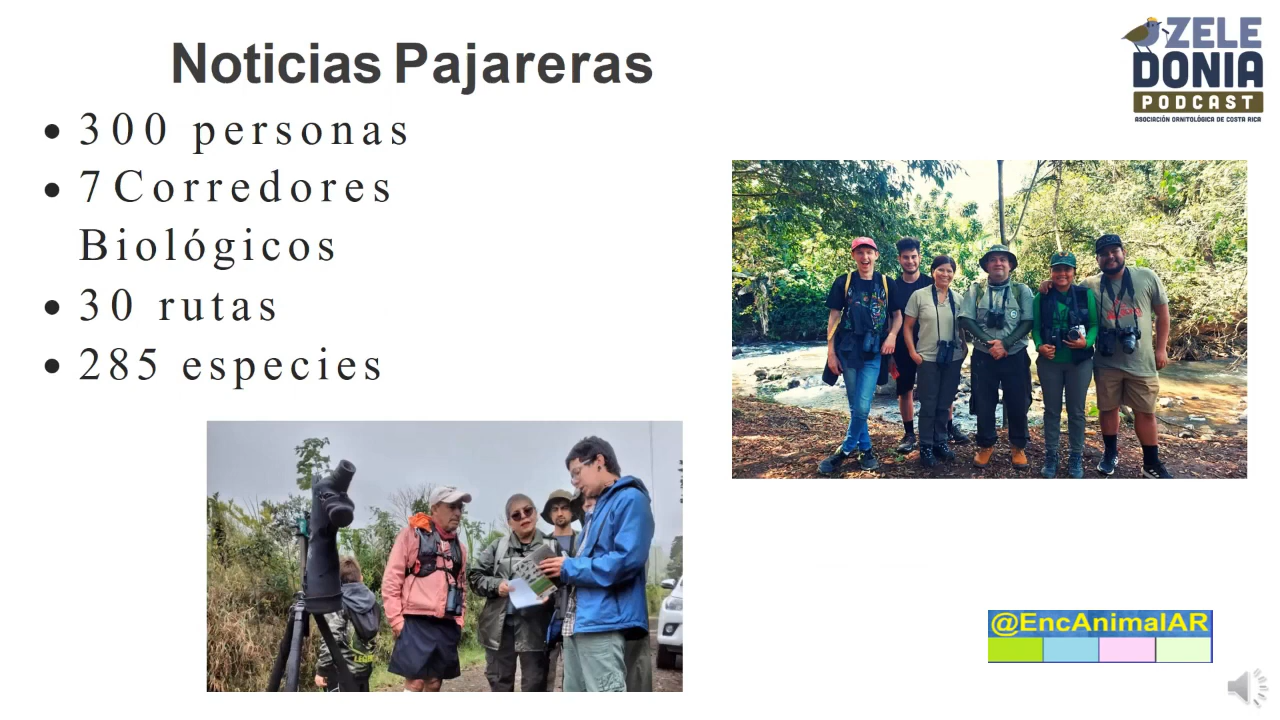 Noticias Pajareras
• 300 personas
• 7 Corredores
Biológicos
• 30 rutas
• 285 especies
ZELE
DONIA
PODCAST
ASOCIACIÓN ORNITOLÓGICA DE COSTA RICA
@EncAnimalAR